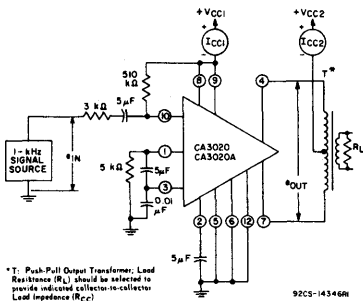 +VCC1
+VCC2
+
ICC1
-
+
ICC2
-
510
kΩ
T*
3 kΩ
5µF
8
9
4
10
1-kHz
SIGNAL
SOURCE
eIN
CA3020
CA3020A
RL
1
5µF
5 kΩ
3
eOUT
0.01
µF
2
5
6
12
7
5µF
* T: Push-Pull Output Transformer; Load
Resistance (RL) should be selected to
provide indicated collector-to-collector
Load Impedance (RCC)
92CS-14346R1